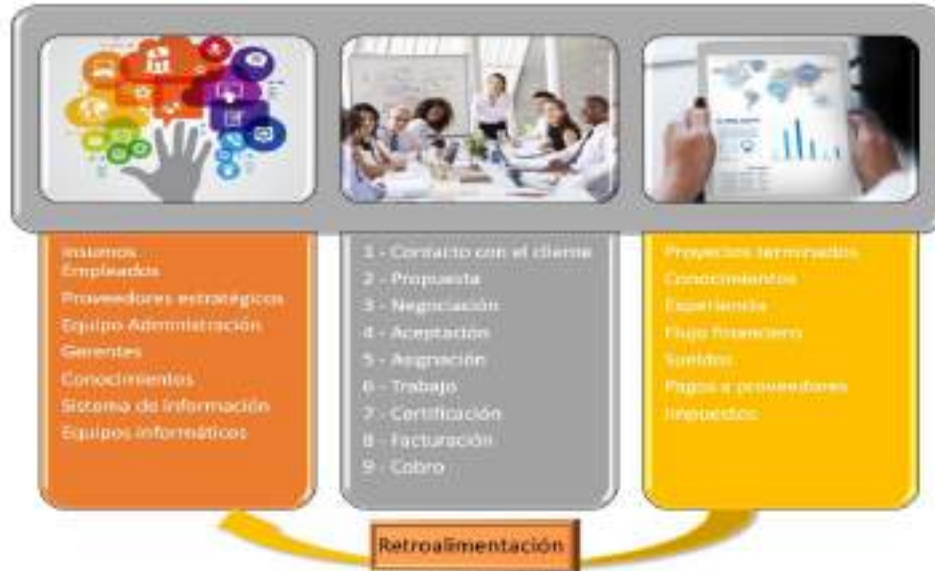 Insumos
Empleados
Proveedores estratégicos
Equipo Administración
Gerentes
Conocimientos
Sistema de información
Equipos informáticos
1 - Contacto con el cliente
2 - Propuesta
3 - Negociación
4 - Aceptación
5 - Asignación
6 - Trabajo
7 - Certificación
8 - Facturación
9 - Cobro
Proyectos terminados
Conocimientos
Experiencia
Flujo financiero
Sueldos
Pagos a proveedores
Impuestos
Retroalimentación